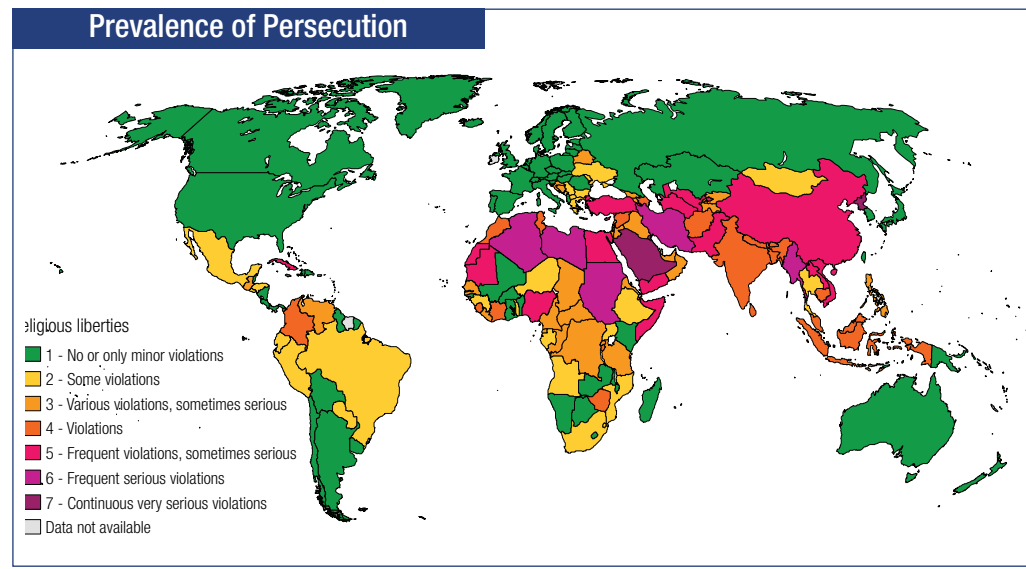 Prevalence of Persecution
eligious liberties
1 - No or only minor violations
2 - Some violations
3 - Various violations, sometimes serious
4 - Violations
5 - Frequent violations, sometimes serious
6 - Frequent serious violations
7 - Continuous very serious violations
Data not available